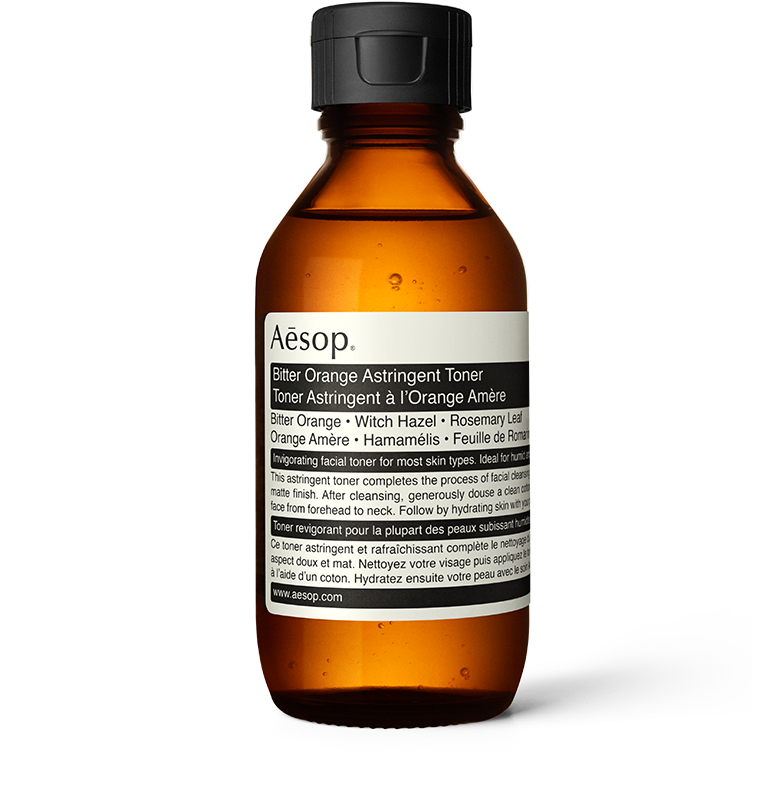 Aēsop®
Bitter Orange Astringent Toner
Toner Astringent à l'Orange Amère
Bitter Orange • Witch Hazel • Rosemary Leaf
Orange Amère • Hamamélis • Feuille de
Invigorating facial toner for most skin types. Ideal for humid
This astringent toner completes the process of facial
matte finish. After cleansing, generously douse a clean
face from forehead to neck. Follow by hydrating skin with
Toner revigorant pour la plupart des peaux subissant
Ce toner astringent et rafraîchissant complète le nettoyage
aspect doux et mat. Nettoyez votre visage puis appliquez le
à l'aide d'un coton. Hydratez ensuite votre peau avec le
www.aesop.com